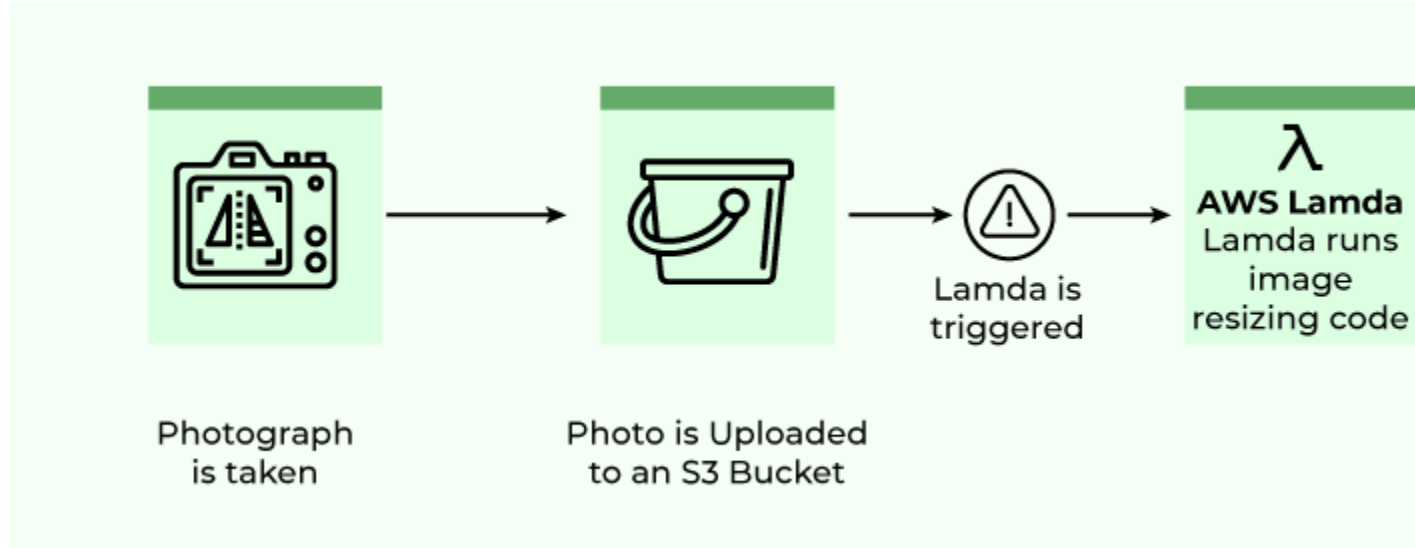 Photograph
is taken
Photo is Uploaded
to an S3 Bucket
Lamda is
triggered
λ
AWS Lamda
Lamda runs
image
resizing code